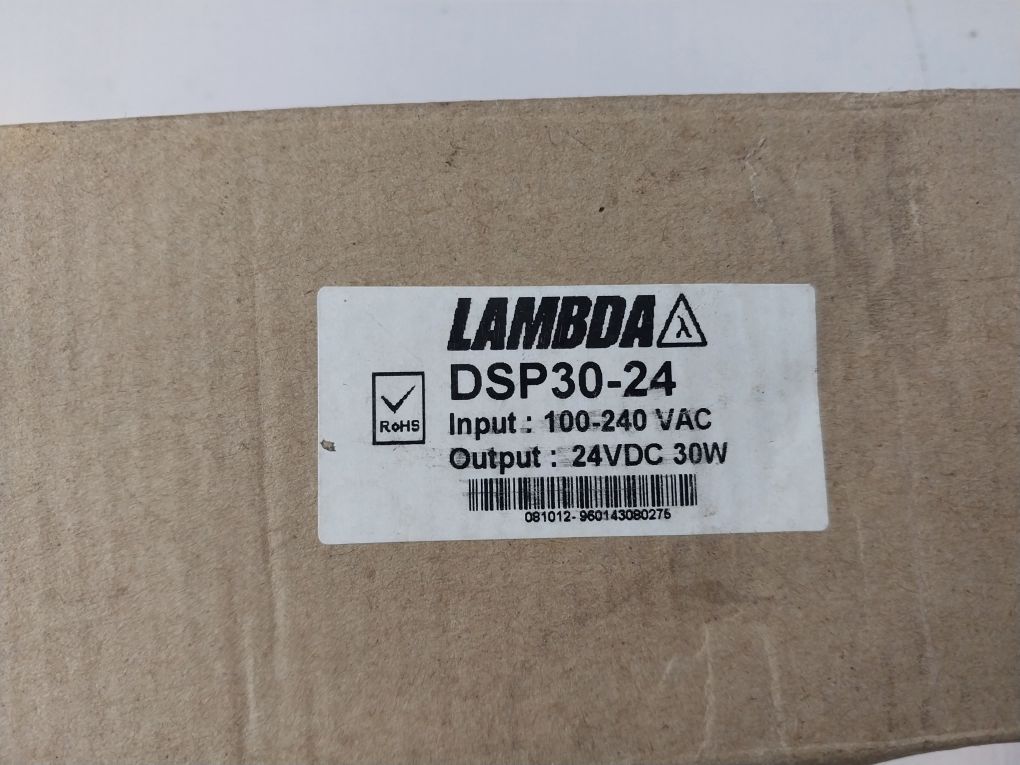 LAMBDA λ
DSP30-24
RoHS
Input : 100-240 VAC
Output : 24VDC 30W
081012- 960143080275